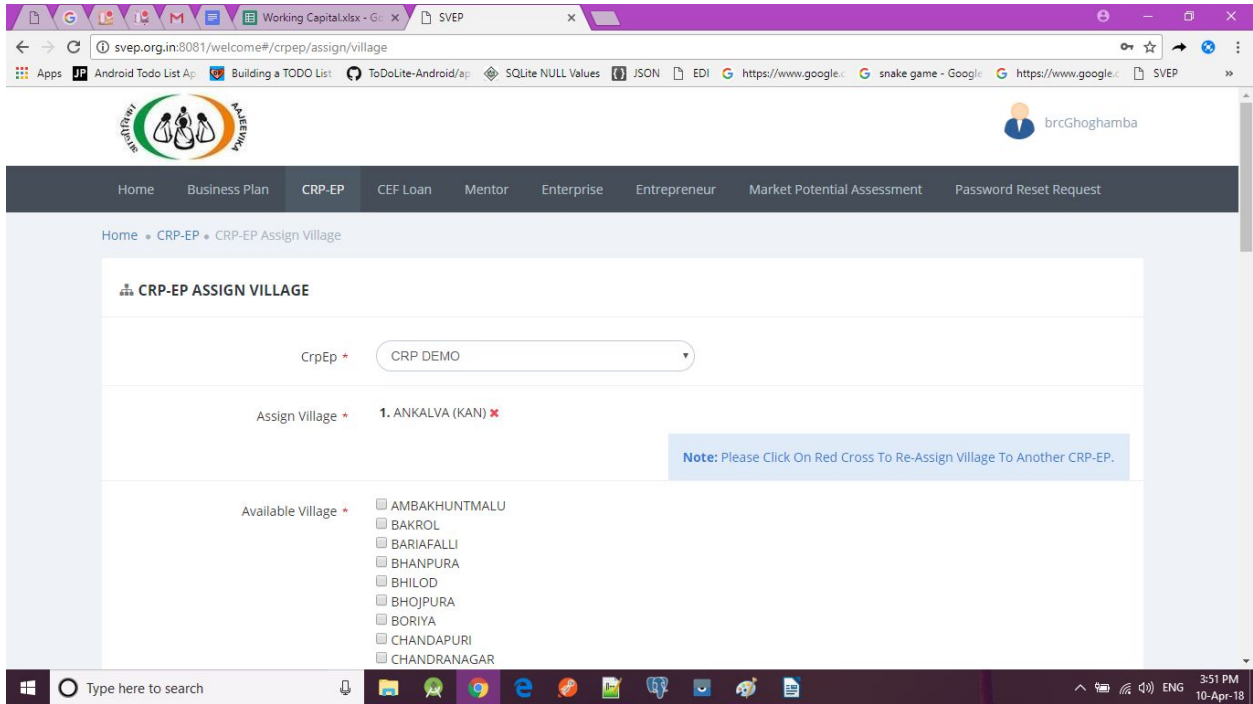 Working Capital.xlsx - Go
SVEP
svep.org.in:8081/welcome#/crpep/assign/village
Apps
Android Todo List Ap
Building a TODO List
ToDoLite-Android/ap
SQLite NULL Values
JSON
EDI
https://www.google.c
snake game - Google
https://www.google.c
SVEP
»
आजीविका
AAJEEVIKA
brcGhoghamba
Home Business Plan CRP-EP CEF Loan Mentor Enterprise Entrepreneur Market Potential Assessment Password Reset Request
Home • CRP-EP • CRP-EP Assign Village
CRP-EP ASSIGN VILLAGE
CrpEp * CRP DEMO
Assign Village * 1. ANKALVA (KAN)
Note: Please Click On Red Cross To Re-Assign Village To Another CRP-EP.
Available Village * AMBAKHUNTMALU
BAKROL
BARIAFALLI
BHANPURA
BHILOD
BHOJPURA
BORIYA
CHANDAPURI
CHANDRANAGAR
Type here to search
ENG
3:51 PM
10-Apr-18